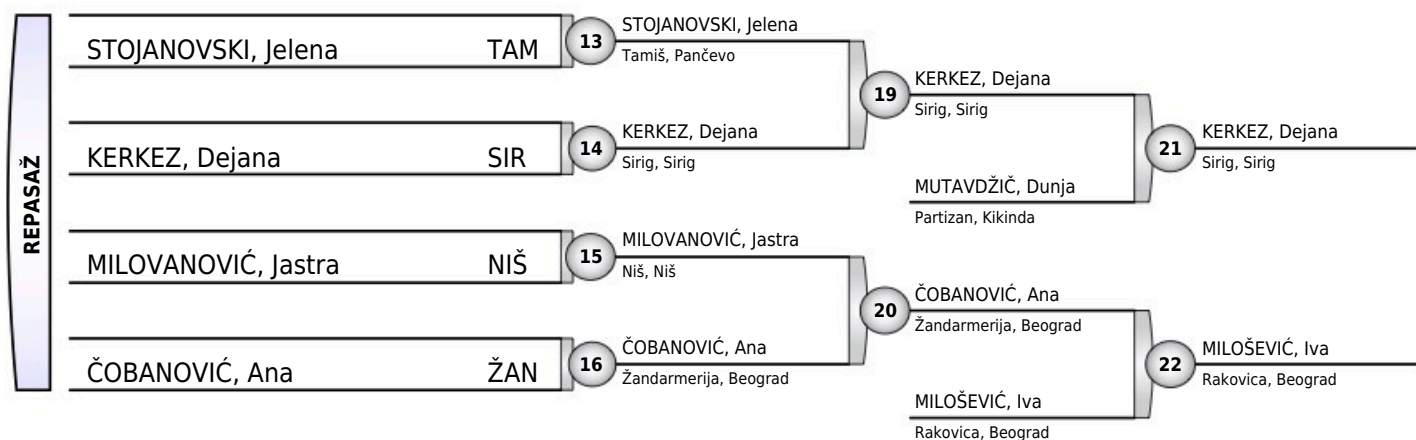 REPASAŽ
STOJANOVSKI, Jelena TAM
KERKEZ, Dejana SIR
MILOVANOVIĆ, Jastra NIŠ
ČOBANOVIĆ, Ana ŽAN
13
STOJANOVSKI, Jelena
Tamiš, Pančevo
14
KERKEZ, Dejana
Sirig, Sirig
15
MILOVANOVIĆ, Jastra
Niš, Niš
16
ČOBANOVIĆ, Ana
Žandarmerija, Beograd
19
KERKEZ, Dejana
Sirig, Sirig
MUTAVDŽIČ, Dunja
Partizan, Kikinda
20
ČOBANOVIĆ, Ana
Žandarmerija, Beograd
MILOŠEVIĆ, Iva
Rakovica, Beograd
21
KERKEZ, Dejana
Sirig, Sirig
22
MILOŠEVIĆ, Iva
Rakovica, Beograd